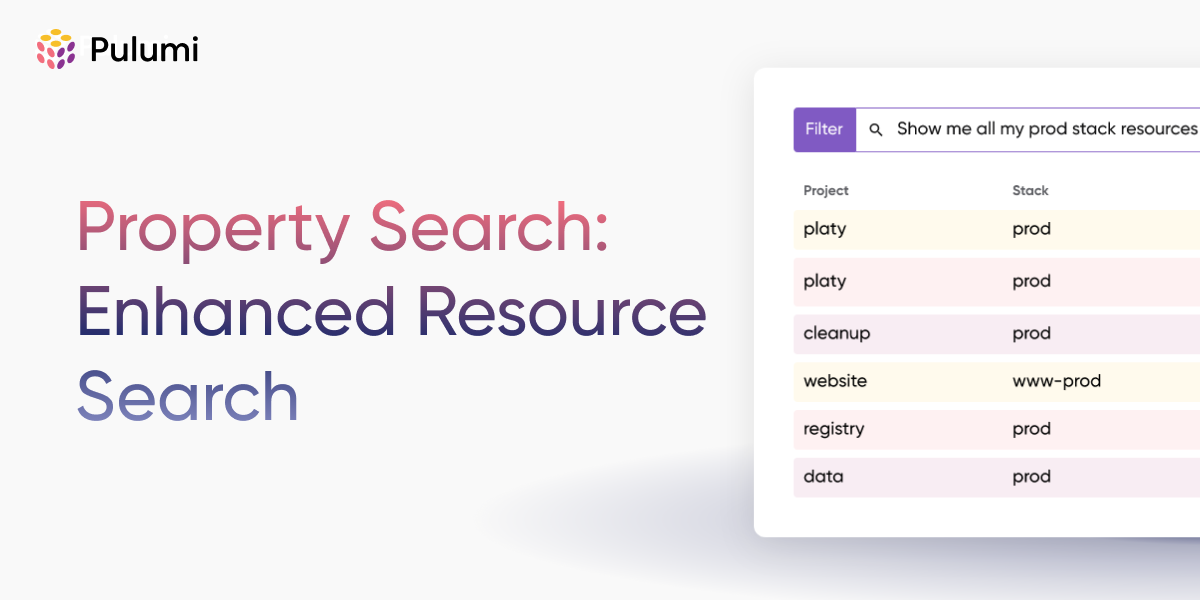 Pulumi
Property Search:
Enhanced Resource
Search
Filter Show me all my prod stack resources
Project Stack
platy prod
platy prod
cleanup prod
website www-prod
registry prod
data prod